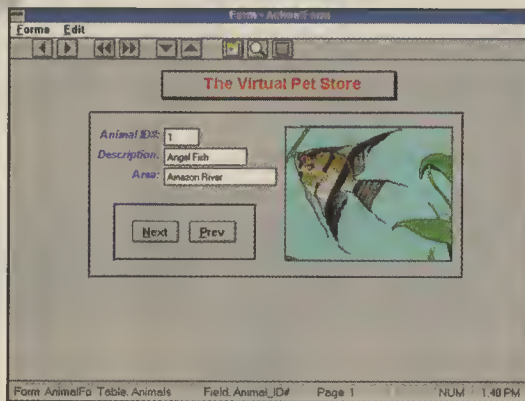 Form - AnimalForm
Forms Edit
The Virtual Pet Store
Animal ID#: 1
Description: Angel Fish
Area: Amazon River
Next Prev
Form AnimalFo Table. Animals Field. Animal_ID# Page 1 NUM 1:40 PM